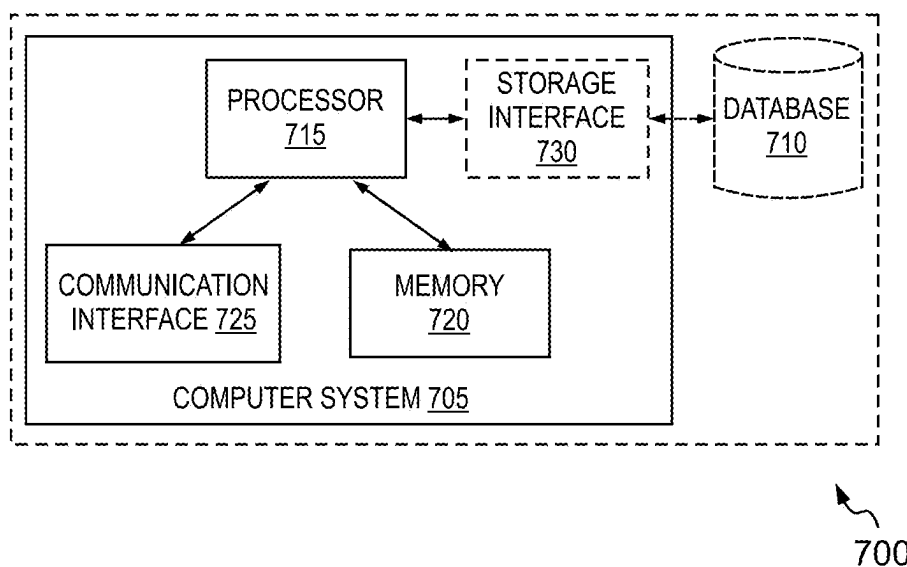 PROCESSOR
715
STORAGE
INTERFACE
730
DATABASE
710
COMMUNICATION
INTERFACE 725
MEMORY
720
COMPUTER SYSTEM 705
700